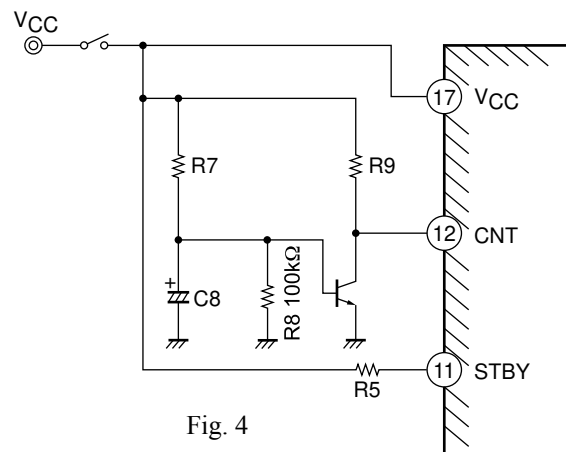 VCC
17 VCC
R7
R9
12 CNT
+
C8
R8 100kΩ
11 STBY
R5
Fig. 4